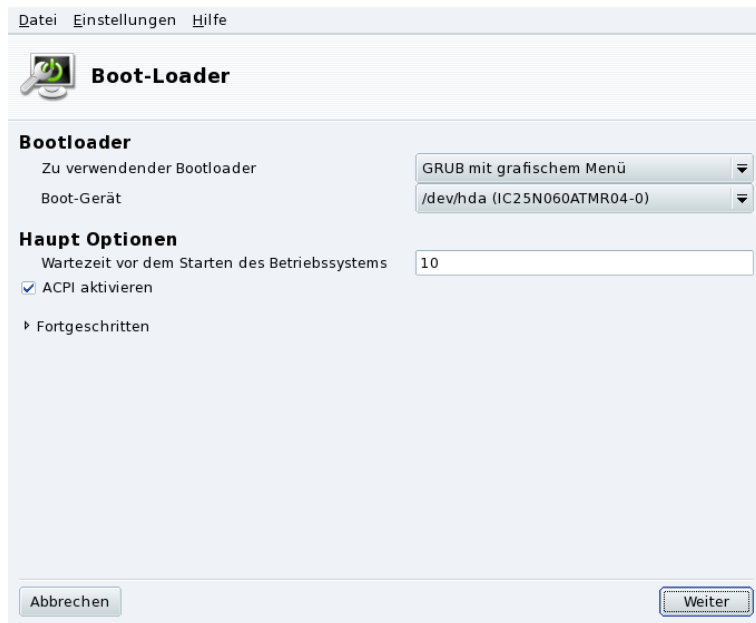 Datei Einstellungen Hilfe
Boot-Loader
Bootloader
Zu verwendender Bootloader GRUB mit grafischem Menü
Boot-Gerät /dev/hda (IC25N060ATMR04-0)
Haupt Optionen
Wartezeit vor dem Starten des Betriebssystems 10
ACPI aktivieren
Fortgeschritten
Abbrechen Weiter